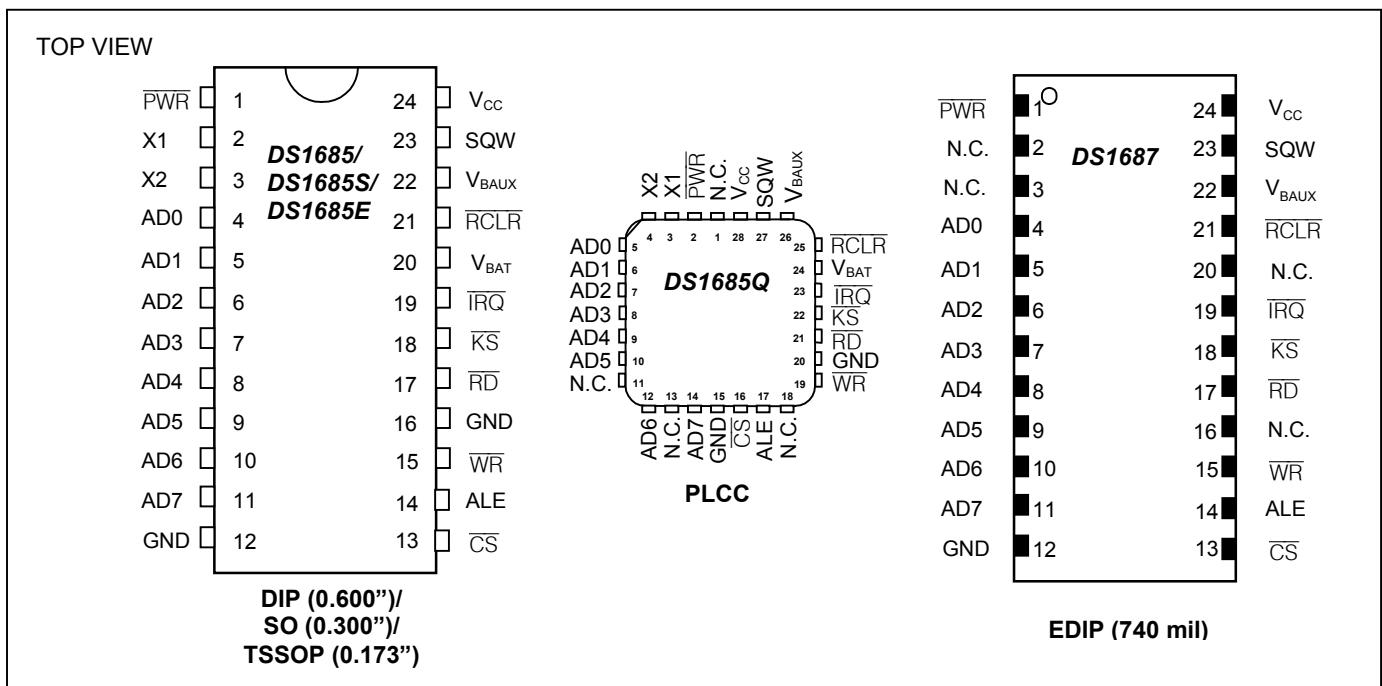 TOP VIEW
PWR 1 24 VCC
X1 2 23 SQW
X2 3 22 VBAUX
AD0 4 21 RCLR
AD1 5 20 VBAT
AD2 6 19 IRQ
AD3 7 18 KS
AD4 8 17 RD
AD5 9 16 GND
AD6 10 15 WR
AD7 11 14 ALE
GND 12 13 CS
DS1685/
DS1685S/
DS1685E
DIP (0.600”)/
SO (0.300”)/
TSSOP (0.173”)
X2 X1 PWR N.C. VCC SQW VBAUX
4 3 2 1 28 27 26
AD0 5 25 RCLR
AD1 6 24 VBAT
AD2 7 23 IRQ
AD3 8 22 KS
AD4 9 21 RD
AD5 10 20 GND
N.C. 11 19 WR
DS1685Q
12 13 14 15 16 17 18
AD6 N.C. AD7 GND CS ALE N.C.
PLCC
PWR 1 24 VCC
N.C. 2 23 SQW
N.C. 3 22 VBAUX
AD0 4 21 RCLR
AD1 5 20 N.C.
AD2 6 19 IRQ
AD3 7 18 KS
AD4 8 17 RD
AD5 9 16 N.C.
AD6 10 15 WR
AD7 11 14 ALE
GND 12 13 CS
DS1687
EDIP (740 mil)